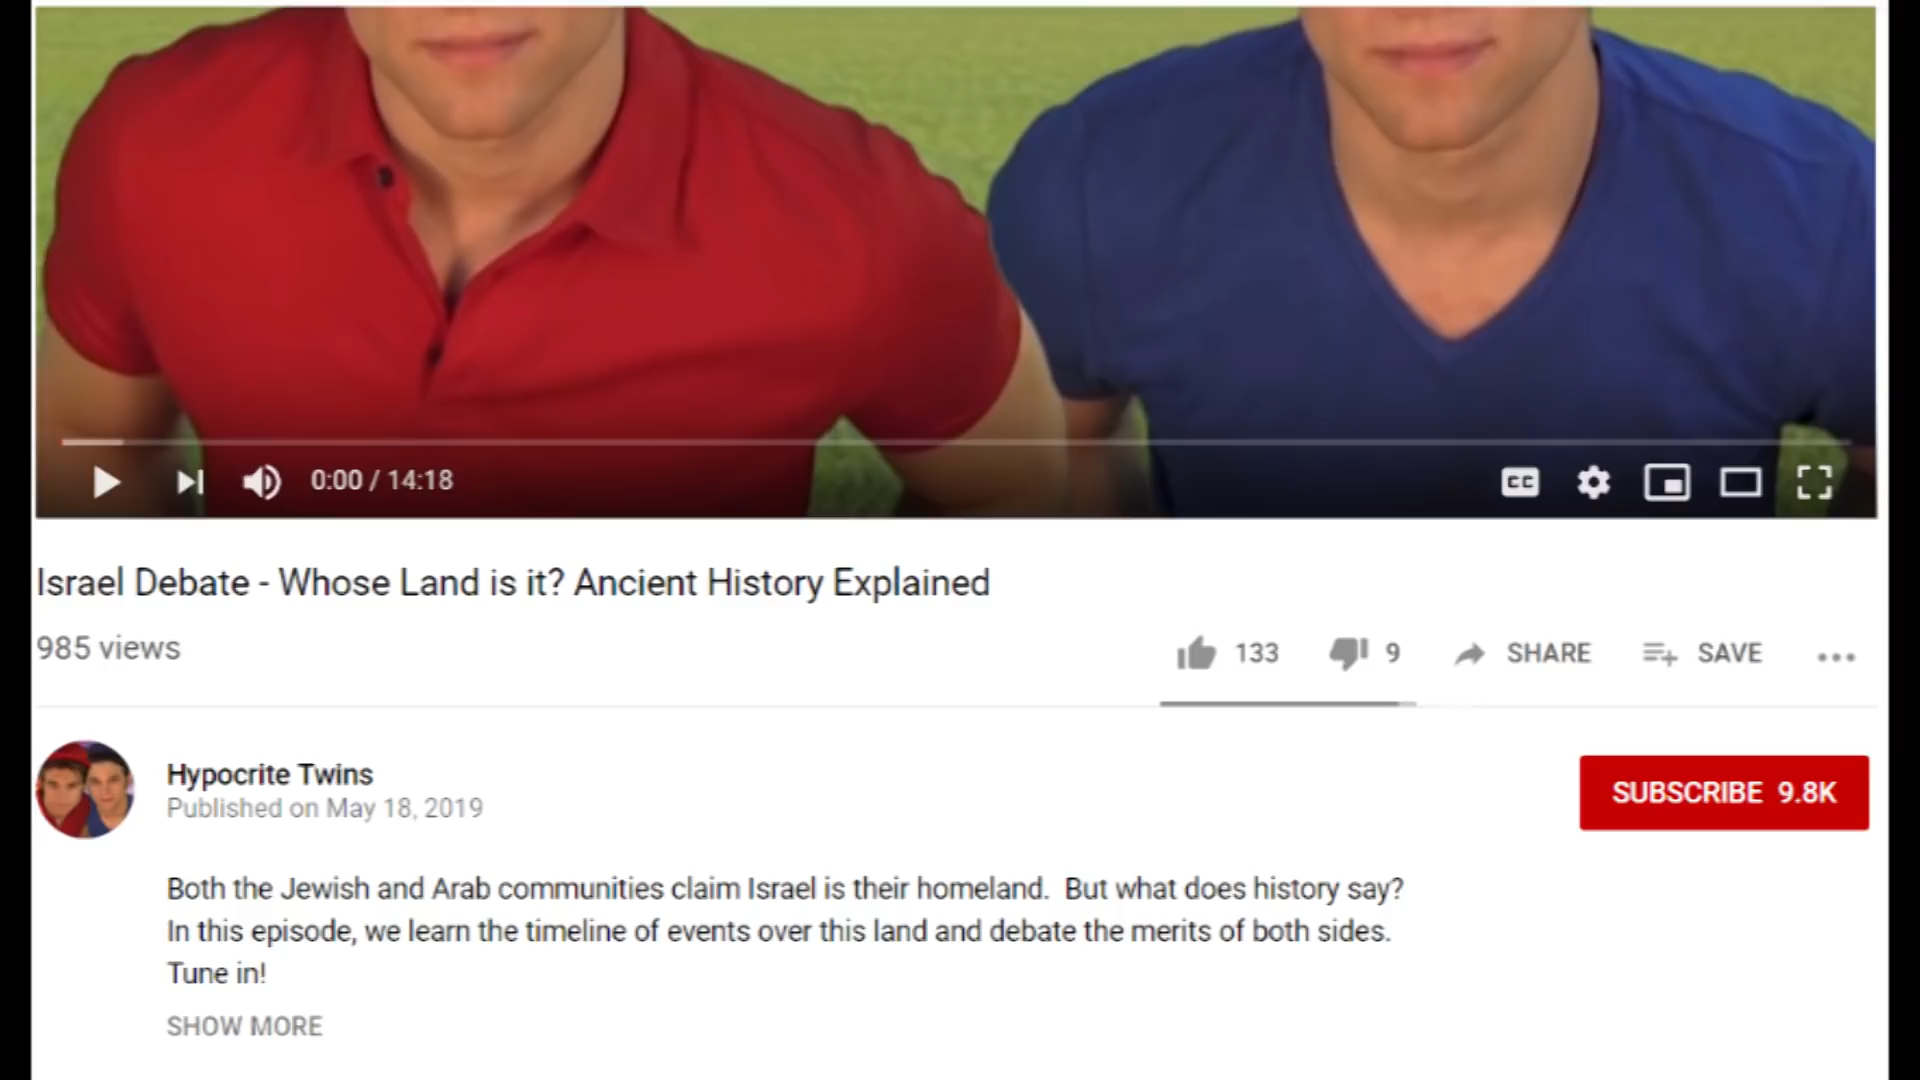 0:00 / 14:18
CC
Israel Debate - Whose Land is it? Ancient History Explained
985 views
133
9
SHARE
SAVE
Hypocrite Twins
Published on May 18, 2019
SUBSCRIBE 9.8K
Both the Jewish and Arab communities claim Israel is their homeland. But what does history say?
In this episode, we learn the timeline of events over this land and debate the merits of both sides.
Tune in!
SHOW MORE